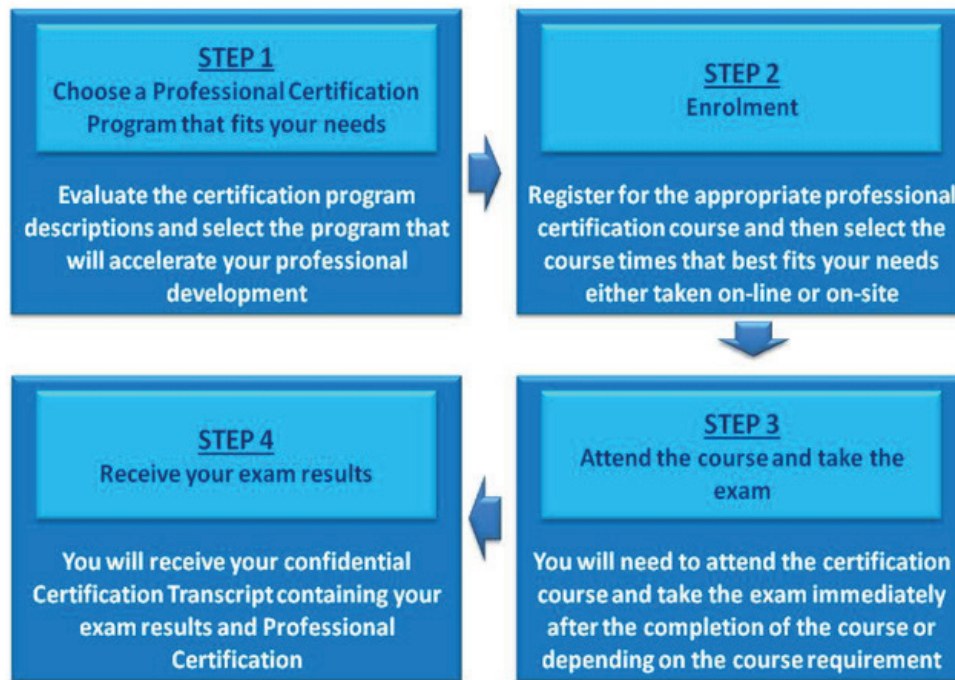 STEP 1
Choose a Professional Certification
Program that fits your needs
Evaluate the certification program
descriptions and select the program that
will accelerate your professional
development
STEP 2
Enrolment
Register for the appropriate professional
certification course and then select the
course times that best fits your needs
either taken on-line or on-site
STEP 3
Attend the course and take the
exam
You will need to attend the certification
course and take the exam immediately
after the completion of the course or
depending on the course requirement
STEP 4
Receive your exam results
You will receive your confidential
Certification Transcript containing your
exam results and Professional
Certification